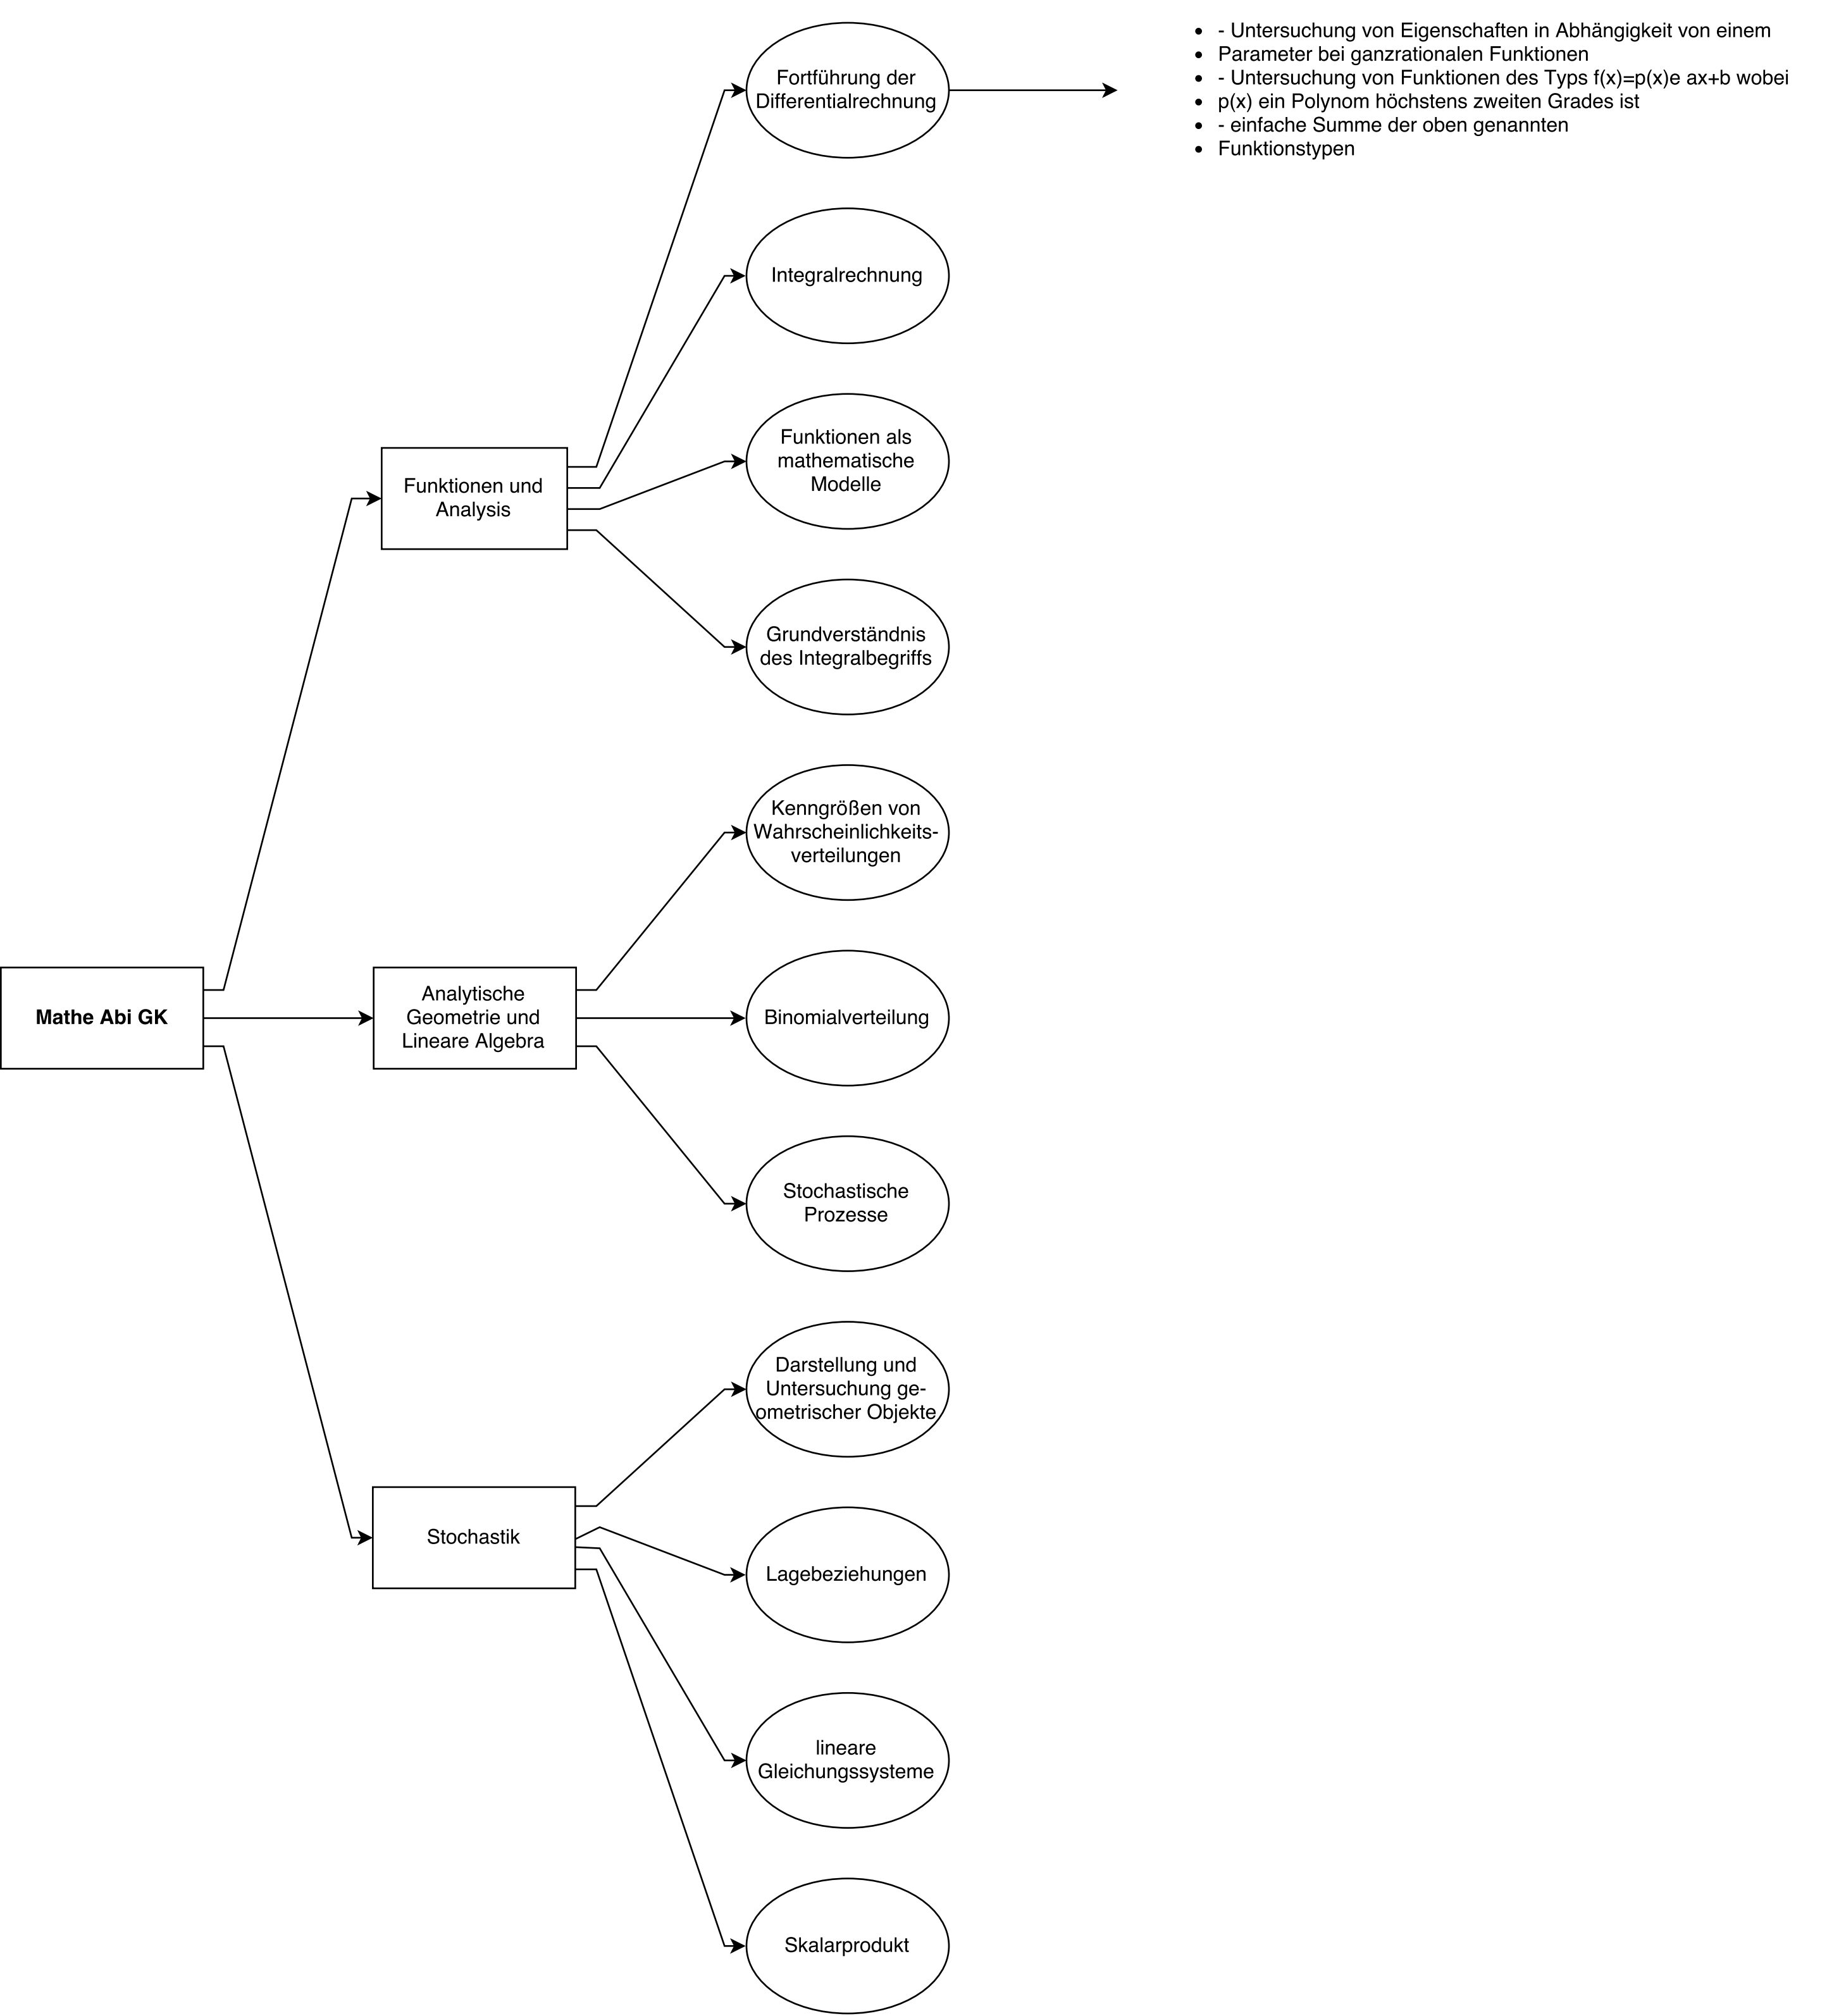 Fortführung der
Differentialrechnung
- Untersuchung von Eigenschaften in Abhängigkeit von einem
Parameter bei ganzrationalen Funktionen
- Untersuchung von Funktionen des Typs f(x)=p(x)e ax+b wobei
p(x) ein Polynom höchstens zweiten Grades ist
- einfache Summe der oben genannten
Funktionstypen
Integralrechnung
Funktionen als
mathematische
Modelle
Funktionen und
Analysis
Grundverständnis
des Integralbegriffs
Kenngrößen von
Wahrscheinlichkeits-
verteilungen
Mathe Abi GK
Analytische
Geometrie und
Lineare Algebra
Binomialverteilung
Stochastische
Prozesse
Darstellung und
Untersuchung ge-
ometrischer Objekte
Stochastik
Lagebeziehungen
lineare
Gleichungssysteme
Skalarprodukt